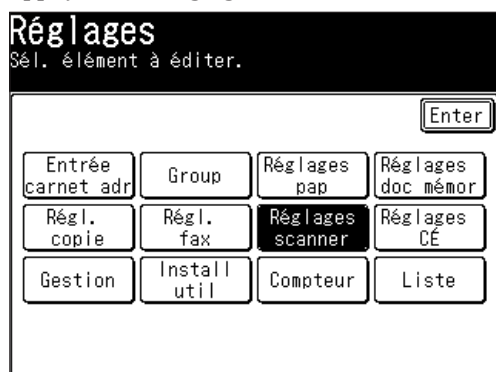 Réglages
Sél. élément à éditer.
Enter
Entrée carnet adr
Group
Réglages pap
Réglages doc mémor
Régl. copie
Régl. fax
Réglages scanner
Réglages CÉ
Gestion
Install util
Compteur
Liste